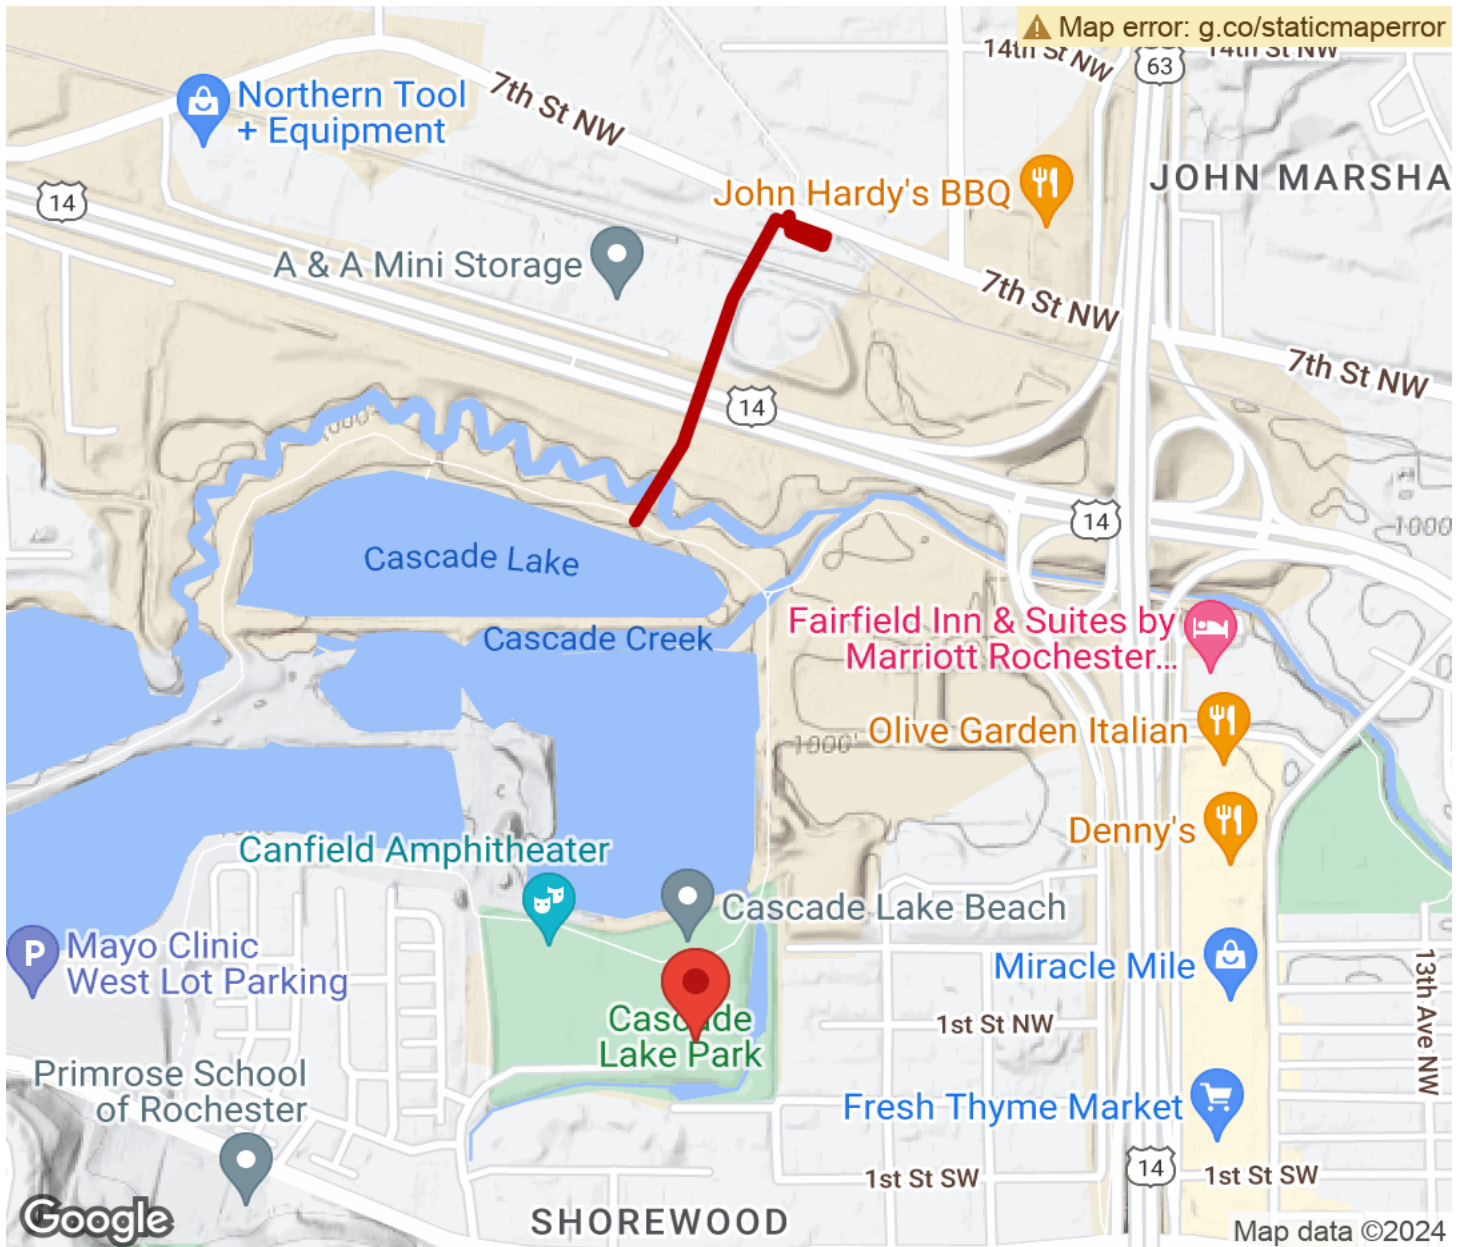 Map error: g.co/staticmaperror
14th St NW
63
14th St NW
Northern Tool
+ Equipment
7th St NW
JOHN MARSHA
John Hardy's BBQ
14
A & A Mini Storage
7th St NW
7th St NW
14
1000'
14
1000
Cascade Lake
Cascade Creek
Fairfield Inn & Suites by
Marriott Rochester...
Olive Garden Italian
1000'
Denny's
Canfield Amphitheater
Cascade Lake Beach
P
Mayo Clinic
West Lot Parking
Miracle Mile
13th Ave NW
Cascade
Lake Park
1st St NW
Primrose School
of Rochester
Fresh Thyme Market
14
1st St SW
1st St SW
SHOREWOOD
Google
Map data ©2024